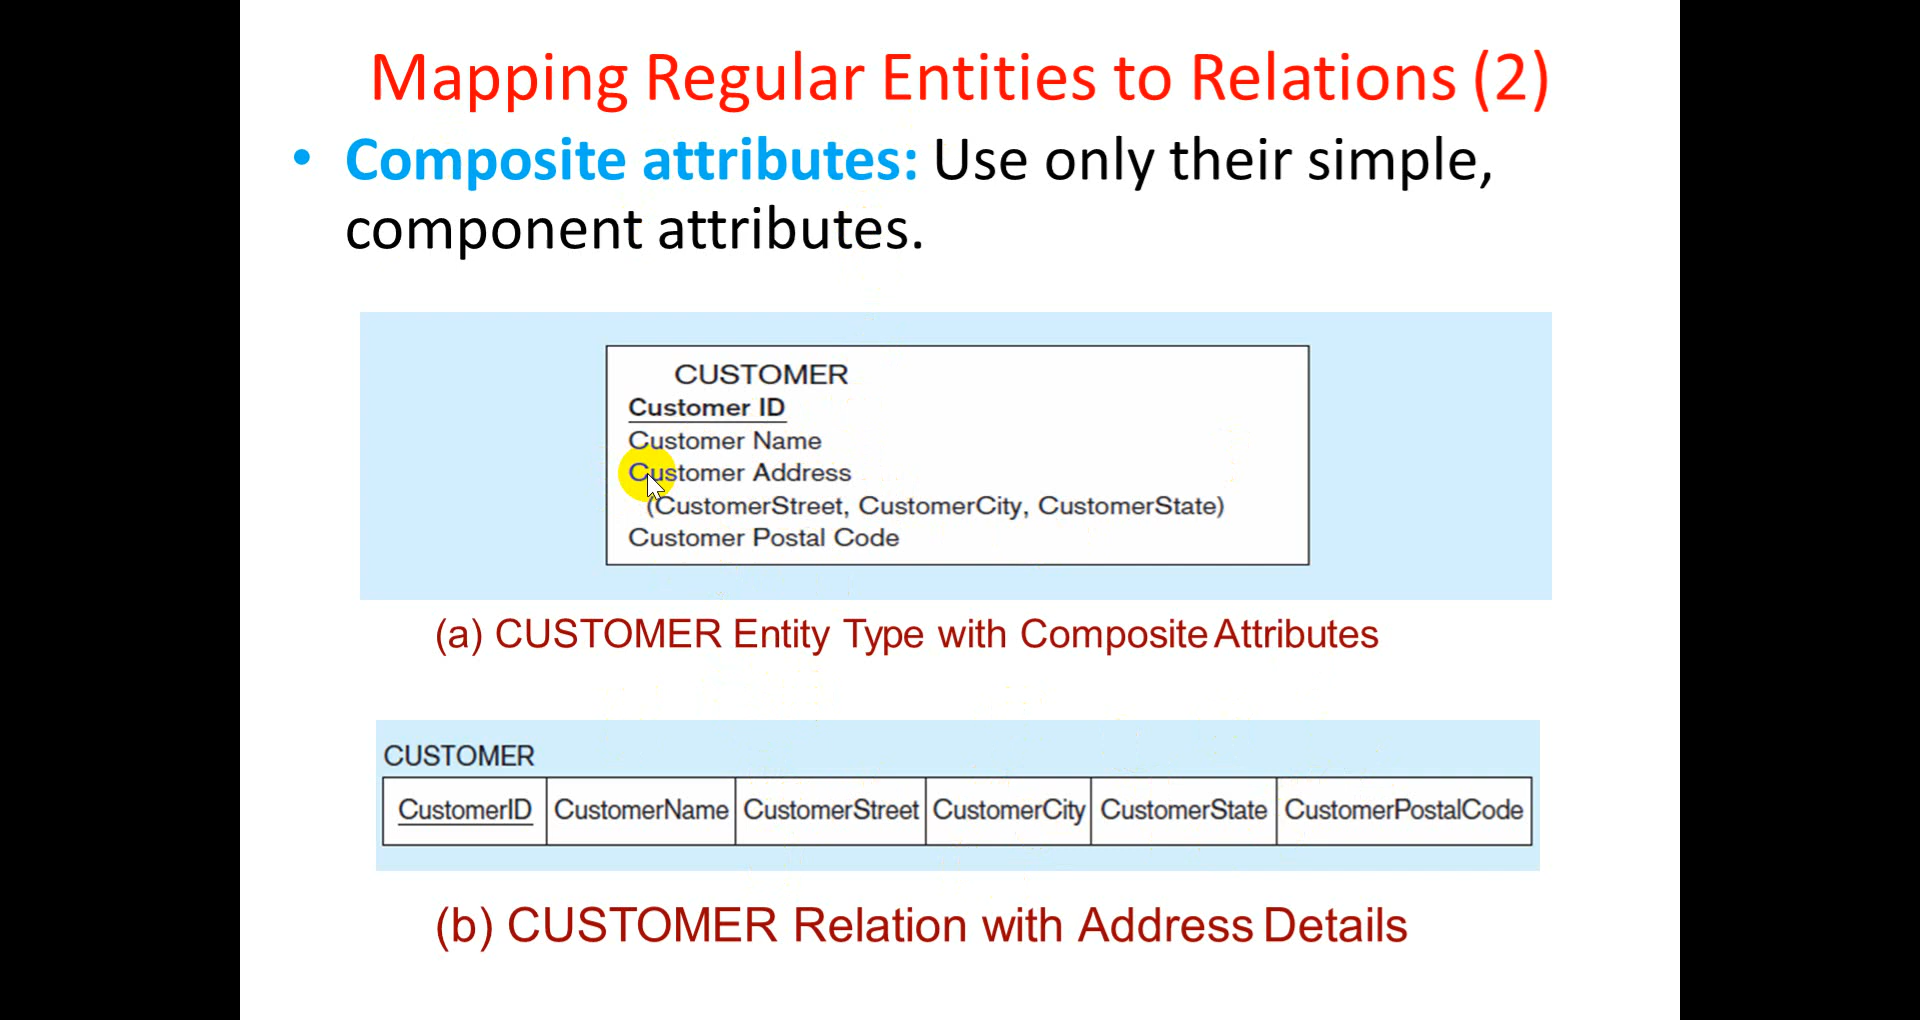 Mapping Regular Entities to Relations (2)
• Composite attributes: Use only their simple,
component attributes.
CUSTOMER
Customer ID
Customer Name
Customer Address
(CustomerStreet, CustomerCity, CustomerState)
Customer Postal Code
(a) CUSTOMER Entity Type with Composite Attributes
CUSTOMER
CustomerID CustomerName CustomerStreet CustomerCity CustomerState CustomerPostalCode
(b) CUSTOMER Relation with Address Details